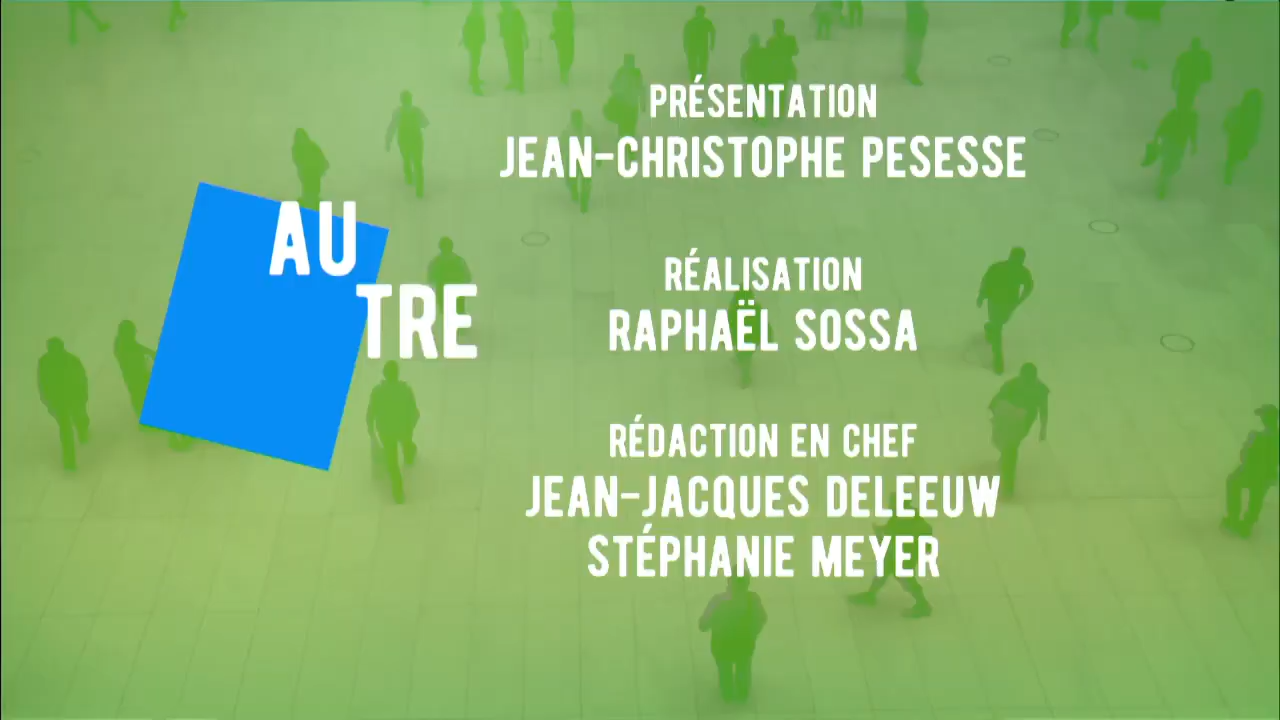 AU
TRE
PRÉSENTATION
JEAN-CHRISTOPHE PESESSE
RÉALISATION
RAPHAËL SOSSA
RÉDACTION EN CHEF
JEAN-JACQUES DELEEUW
STÉPHANIE MEYER